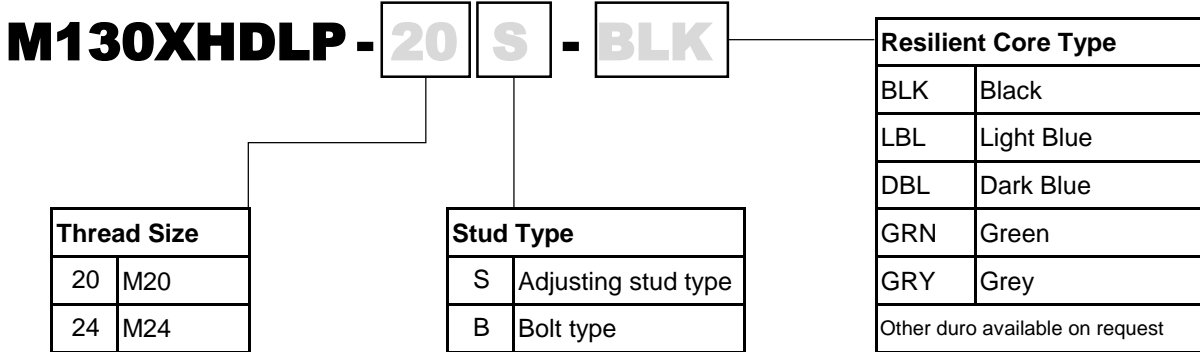 M130XHDLP - 20 S - BLK
Resilient Core Type
BLK Black
LBL Light Blue
DBL Dark Blue
GRN Green
GRY Grey
Other duro available on request
Thread Size
20 M20
24 M24
Stud Type
S Adjusting stud type
B Bolt type